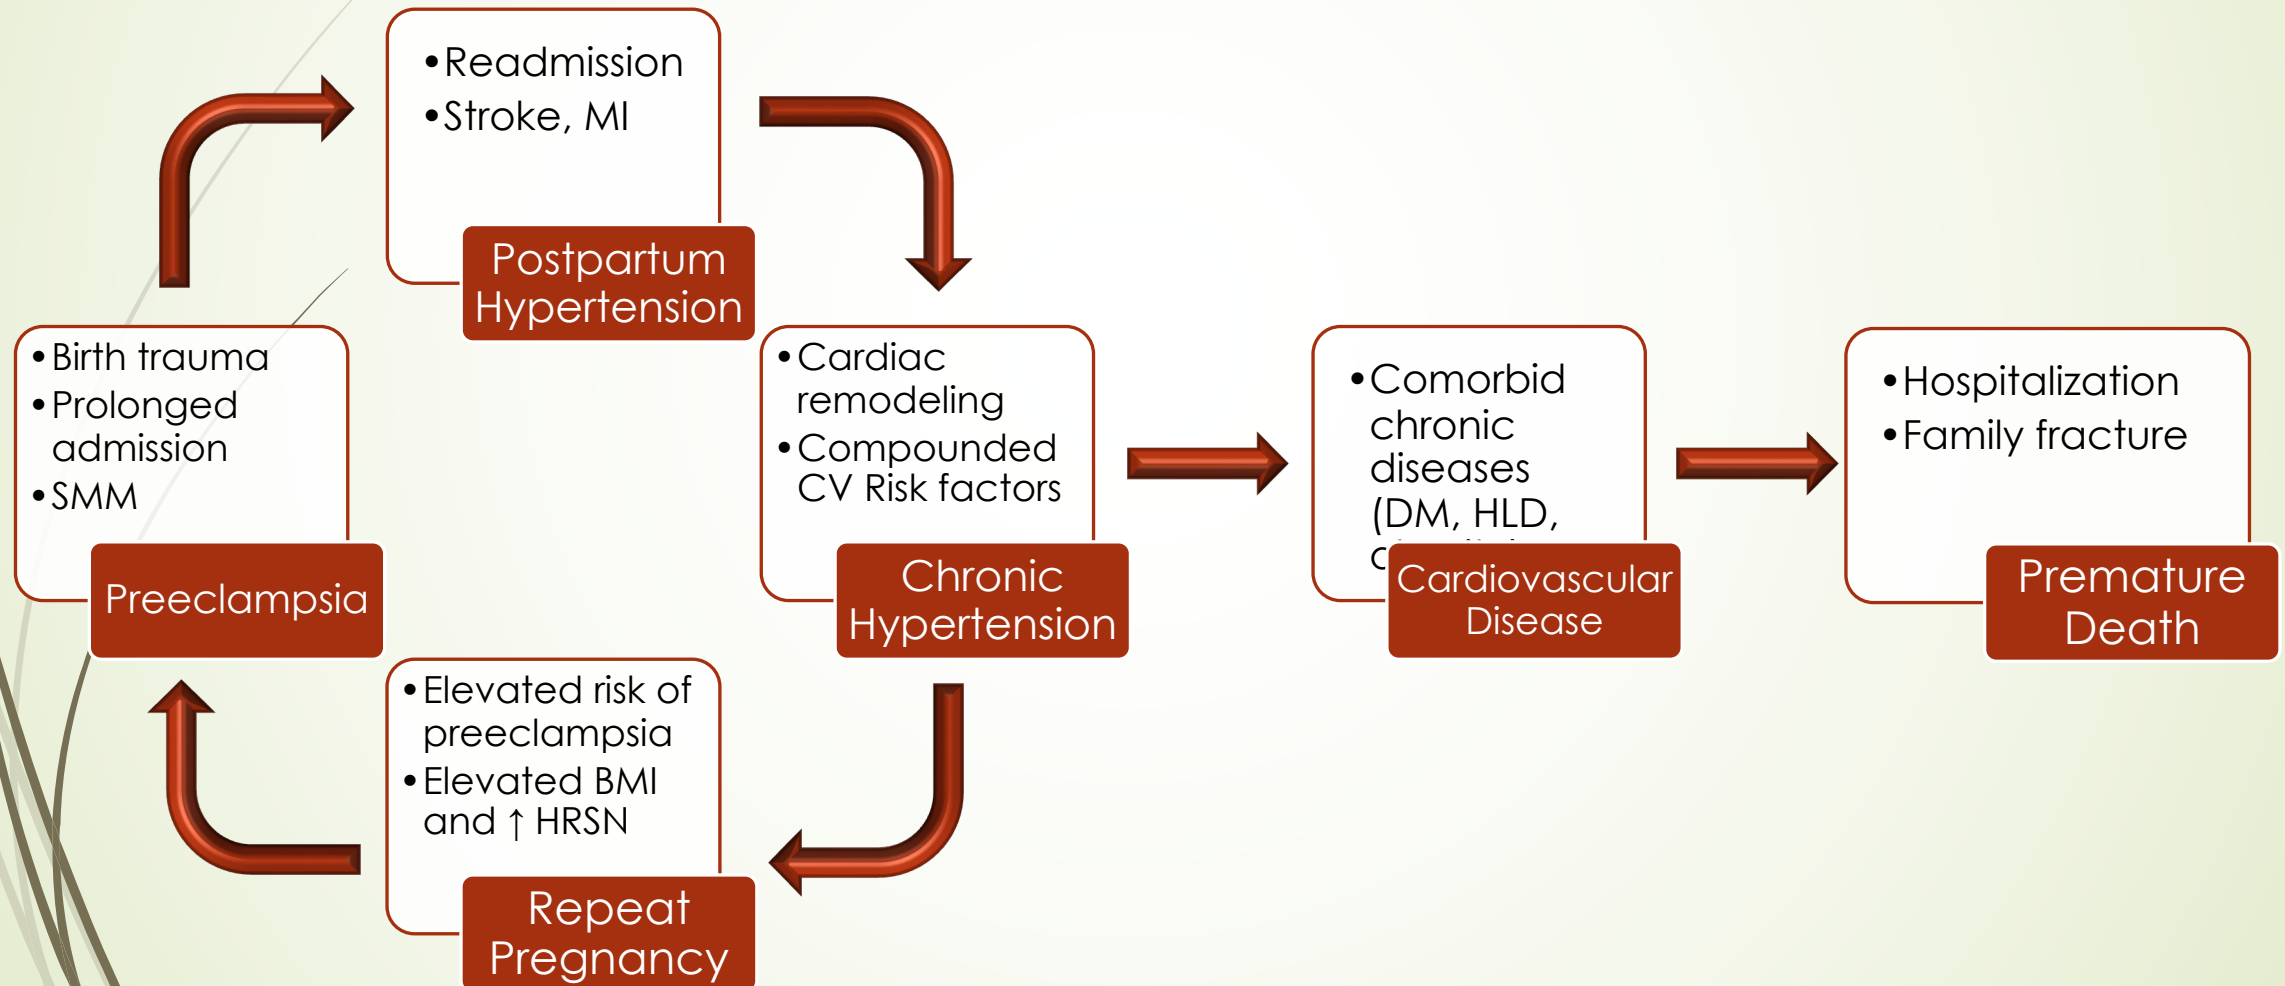 •Readmission
•Stroke, MI
Postpartum
Hypertension
•Birth trauma
•Prolonged
admission
•SMM
Preeclampsia
•Cardiac
remodeling
•Compounded
CV Risk factors
Chronic
Hypertension
•Comorbid
chronic
diseases
(DM, HLD,
Cardiovascular
Disease
•Hospitalization
•Family fracture
Premature
Death
•Elevated risk of
preeclampsia
•Elevated BMI
and ↑ HRSN
Repeat
Pregnancy